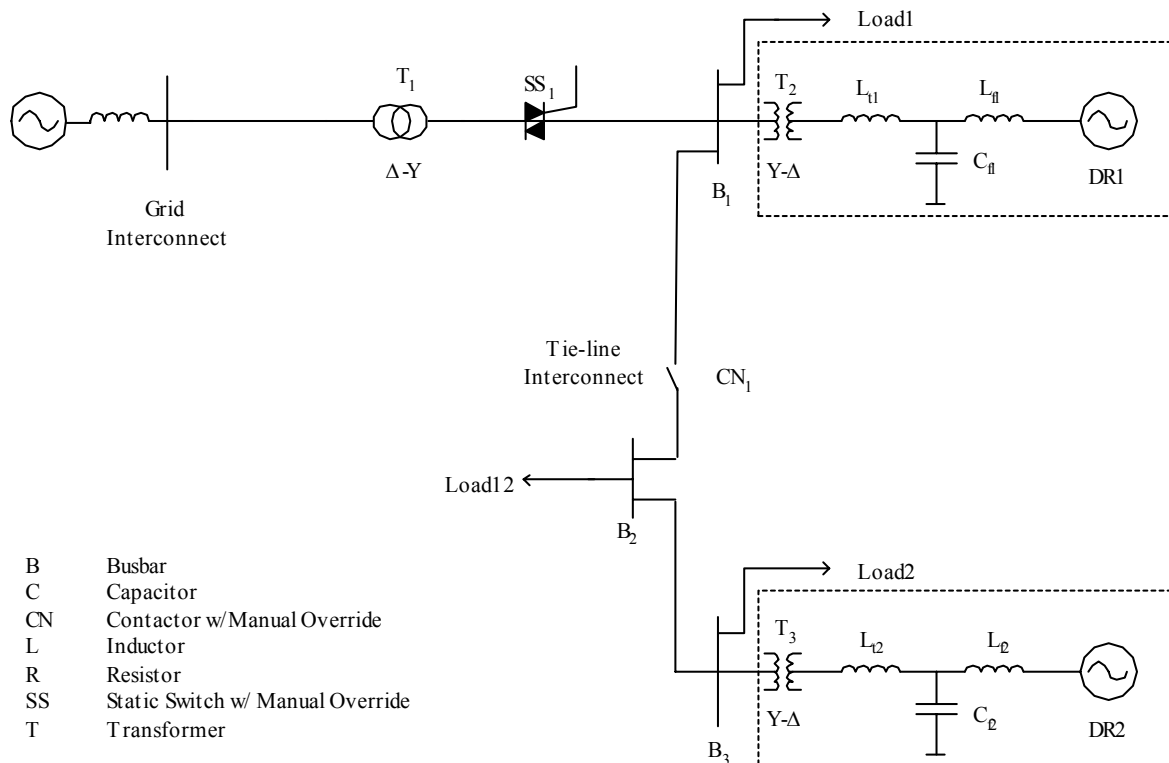 Load1
T1
SS1
T2
Lt1
Lf1
Δ-Y
B1
Y-Δ
Cf1
DR1
Grid
Interconnect
Tie-line
Interconnect
CN1
Load12
B2
Load2
T3
Lt2
Lf2
Y-Δ
Cf2
DR2
B3
B Busbar
C Capacitor
CN Contactor w/Manual Override
L Inductor
R Resistor
SS Static Switch w/ Manual Override
T Transformer